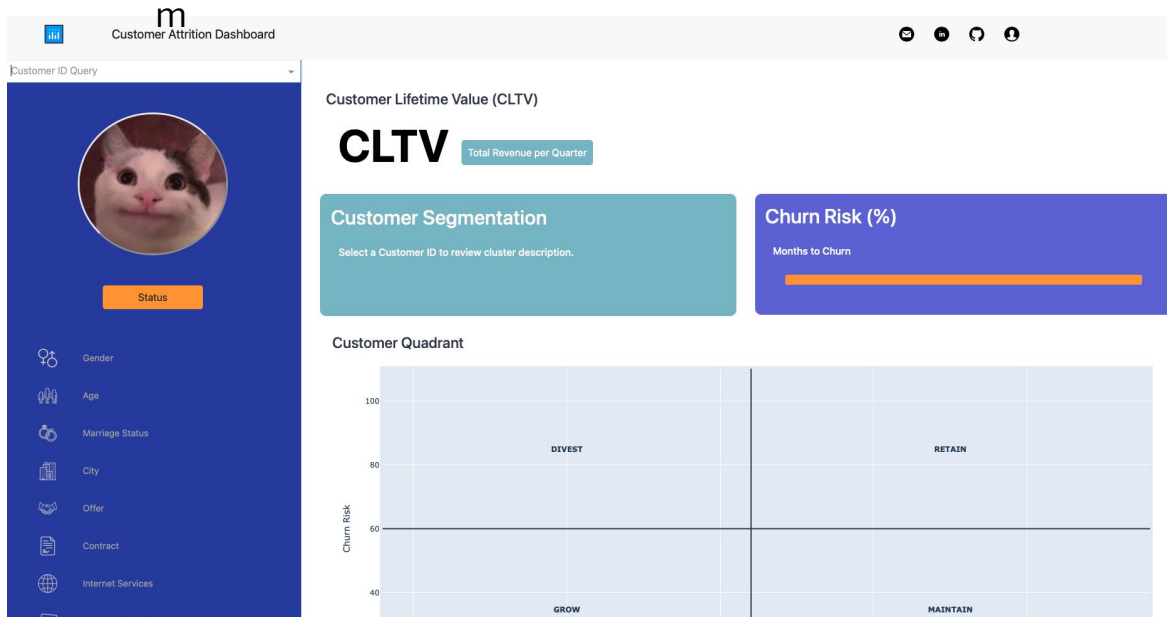 m
Customer Attrition Dashboard
in
Customer ID Query
Status
Gender
Age
Marriage Status
City
Offer
Contract
Internet Services
Customer Lifetime Value (CLTV)
CLTV
Total Revenue per Quarter
Customer Segmentation
Select a Customer ID to review cluster description.
Churn Risk (%)
Months to Churn
Customer Quadrant
100
DIVEST
RETAIN
80
Churn Risk
60
40
GROW
MAINTAIN